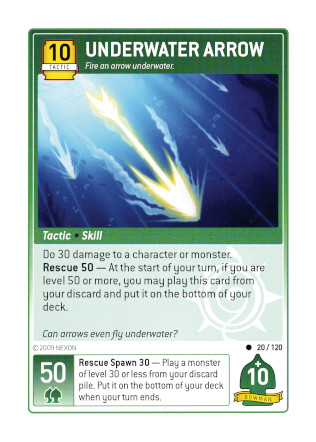 10
TACTIC
UNDERWATER ARROW
Fire an arrow underwater.
Tactic • Skill
Do 30 damage to a character or monster.
Rescue 50 — At the start of your turn, if you are
level 50 or more, you may play this card from
your discard and put it on the bottom of your
deck.
Can arrows even fly underwater?
©2009 NEXON
● 20 / 120
50
Rescue Spawn 30 — Play a monster
of level 30 or less from your discard
pile. Put it on the bottom of your deck
when your turn ends.
+
10
BOWMAN